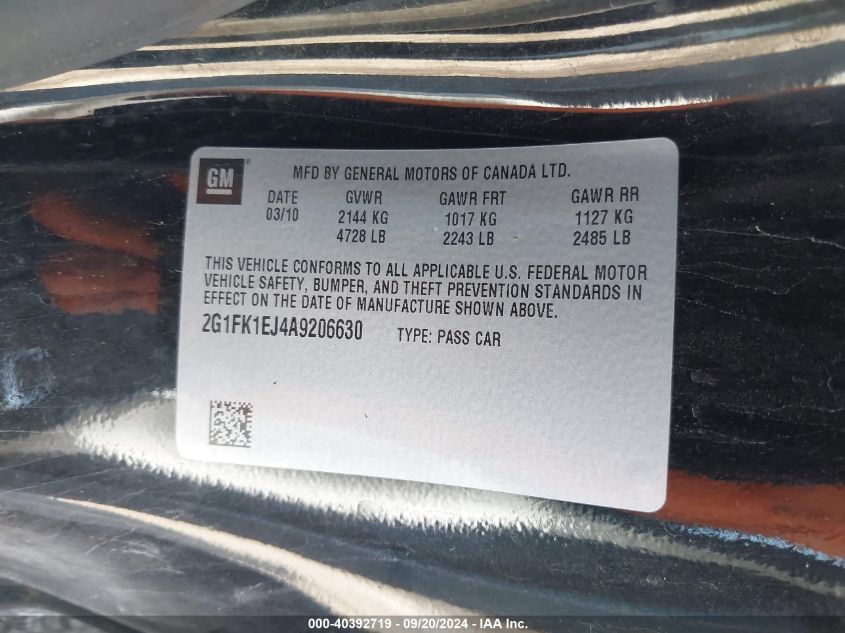 GM ®
MFD BY GENERAL MOTORS OF CANADA LTD.
DATE GVWR GAWR FRT GAWR RR
03/10 2144 KG 1017 KG 1127 KG
4728 LB 2243 LB 2485 LB
THIS VEHICLE CONFORMS TO ALL APPLICABLE U.S. FEDERAL MOTOR
VEHICLE SAFETY, BUMPER, AND THEFT PREVENTION STANDARDS IN
EFFECT ON THE DATE OF MANUFACTURE SHOWN ABOVE.
2G1FK1EJ4A9206630 TYPE: PASS CAR
000-40392719 - 09/20/2024 - IAA Inc.